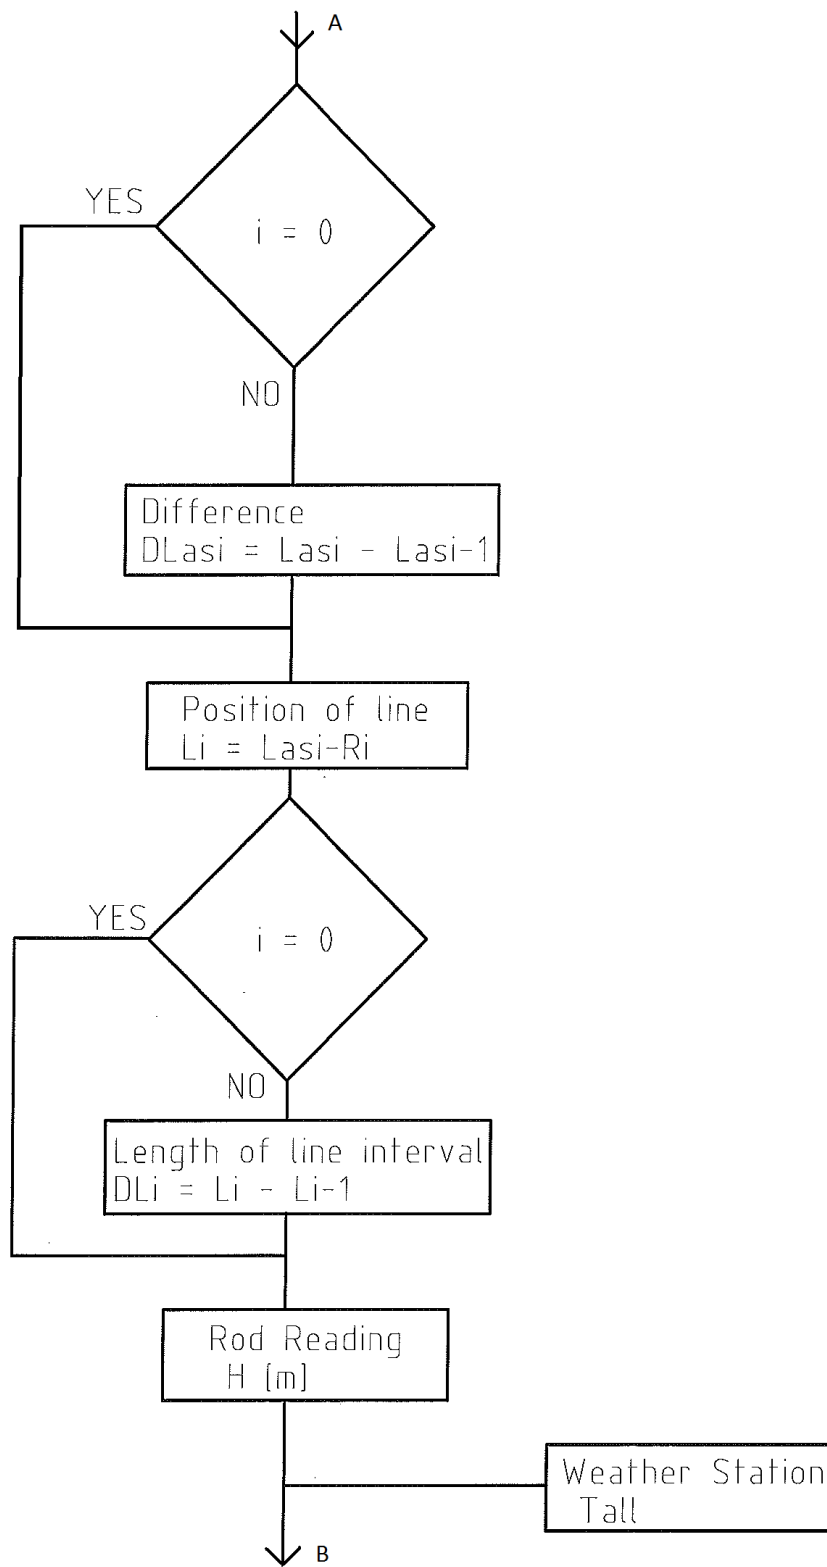 A
YES
i = 0
NO
Difference
DLasi = Lasi - Lasi-1
Position of line
Li = Lasi-Ri
YES
i = 0
NO
Length of line interval
DLi = Li - Li-1
Rod Reading
H [m]
Weather Station
Tall
B